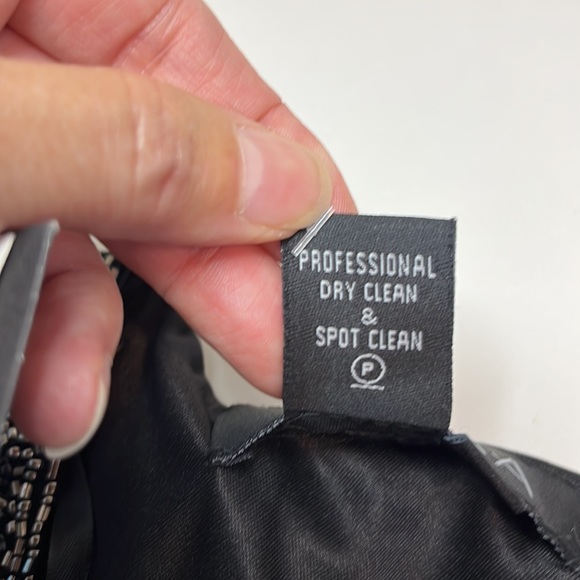 PROFESSIONAL
DRY CLEAN
&
SPOT CLEAN
P